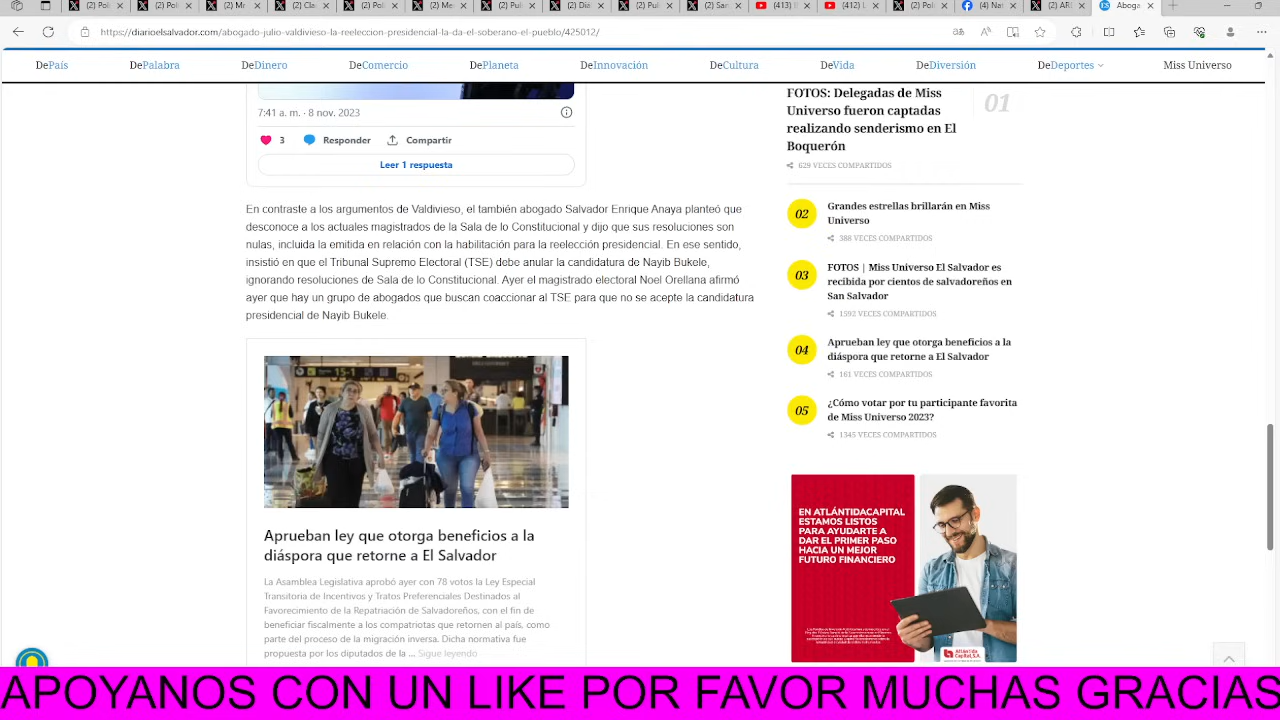 https://diarioelsalvador.com/abogado-julio-valdivieso-la-reeleccion-presidencial-la-da-el-soberano-el-pueblo/425012/
DePaís
DePalabra
DeDinero
DeComercio
DePlaneta
DeInnovación
DeCultura
DeVida
DeDiversión
DeDeportes
Miss Universo
7:41 a. m. · 8 nov. 2023
3 Responder Compartir
Leer 1 respuesta
En contraste a los argumentos de Valdivieso, el también abogado Salvador Enrique Anaya planteó que
desconoce a los actuales magistrados de la Sala de lo Constitucional y dijo que sus resoluciones son
nulas, incluida la emitida en relación con la habilitación para la reelección presidencial. En ese sentido,
insistió en que el Tribunal Supremo Electoral (TSE) debe anular la candidatura de Nayib Bukele,
ignorando resoluciones de Sala de lo Constitucional. Ayer el magistrado electoral Noel Orellana afirmó
ayer que hay un grupo de abogados que buscan coaccionar al TSE para que no se acepte la candidatura
presidencial de Nayib Bukele.
15-1
Aprueban ley que otorga beneficios a la
diáspora que retorne a El Salvador
La Asamblea Legislativa aprobó ayer con 78 votos la Ley Especial
Transitoria de Incentivos y Tratos Preferenciales Destinados al
Favorecimiento de la Repatriación de Salvadoreños, con el fin de
beneficiar fiscalmente a los compatriotas que retornen al país, como
parte del proceso de la migración inversa. Dicha normativa fue
propuesta por los diputados de la ... Sigue leyendo
FOTOS: Delegadas de Miss
Universo fueron captadas
realizando senderismo en El
Boquerón
01
629 VECES COMPARTIDOS
02
Grandes estrellas brillarán en Miss
Universo
388 VECES COMPARTIDOS
03
FOTOS | Miss Universo El Salvador es
recibida por cientos de salvadoreños en
San Salvador
1592 VECES COMPARTIDOS
04
Aprueban ley que otorga beneficios a la
diáspora que retorne a El Salvador
161 VECES COMPARTIDOS
05
¿Cómo votar por tu participante favorita
de Miss Universo 2023?
1345 VECES COMPARTIDOS
EN ATLÁNTIDACAPITAL
ESTAMOS LISTOS
PARA AYUDARTE A
DAR EL PRIMER PASO
HACIA UN MEJOR
FUTURO FINANCIERO
Atlántida
Capital, S.A.
APOYANOS CON UN LIKE POR FAVOR MUCHAS GRACIAS